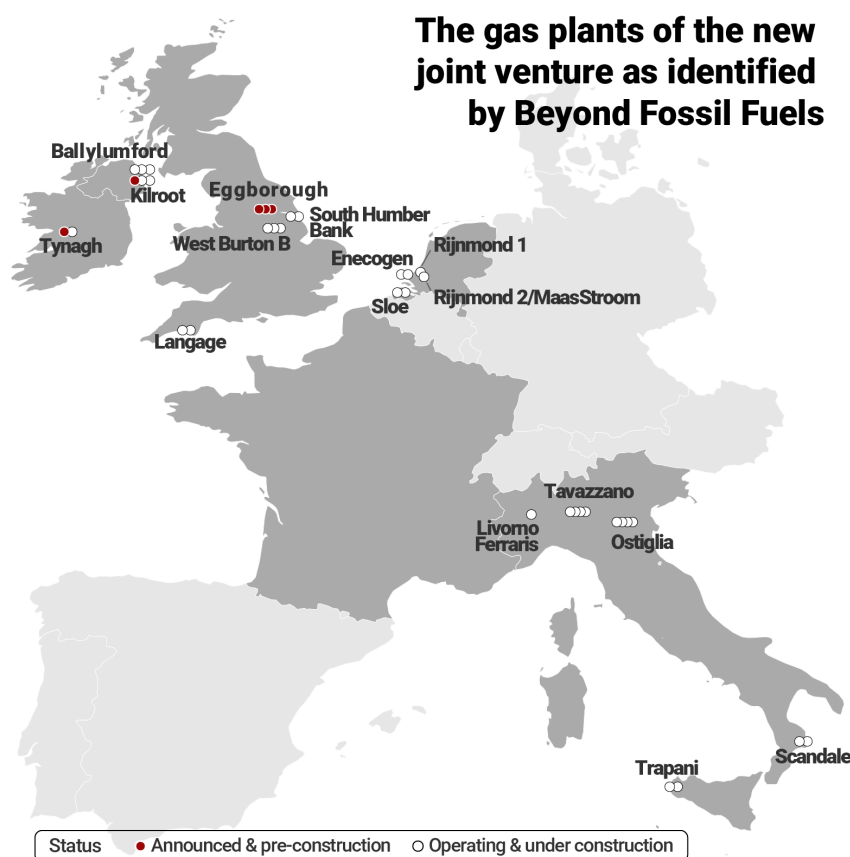 The gas plants of the new
joint venture as identified
by Beyond Fossil Fuels
Ballylumford
Kilroot
Eggborough
South Humber
Bank
Tynagh
West Burton B
Rijnmond 1
Enecogen
Rijnmond 2/MaasStroom
Sloe
Langage
Tavazzano
Livorno
Ferraris
Ostiglia
Scandale
Trapani
Status
Announced & pre-construction
Operating & under construction